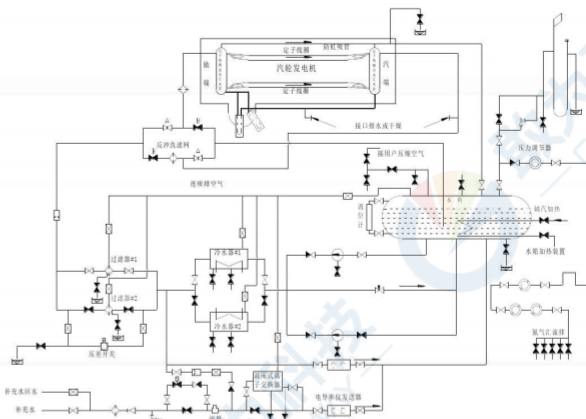 定子线圈
防虹吸管
励端
汽轮发电机
汽端
定子线圈
接口排水或干燥
反冲洗滤网
接用户压缩空气
压力调节器
连续排空气
液位计
水箱
蒸汽加热
水箱加热装置
过滤器#1
冷水器#1
过滤器#2
冷水器#2
压差开关
氮气汇流排
离子交换器
补充水回水
补充水
电导率仪发送器